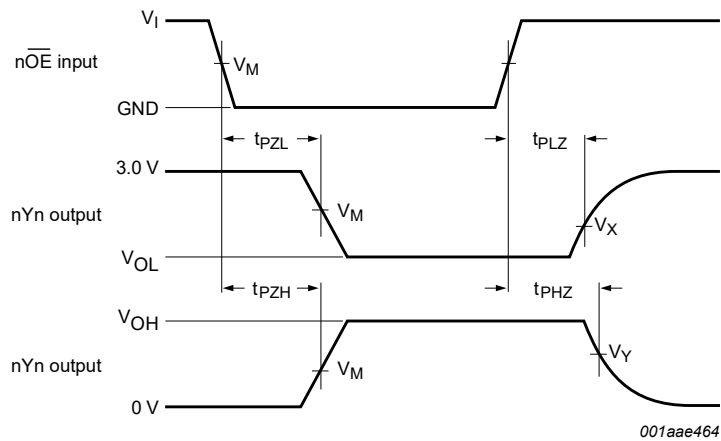 V_I
nO̅E̅ input
V_M
GND
t_PZL
t_PLZ
3.0 V
nYn output
V_M
V_X
V_OL
t_PZH
t_PHZ
V_OH
nYn output
V_M
V_Y
0 V
001aae464